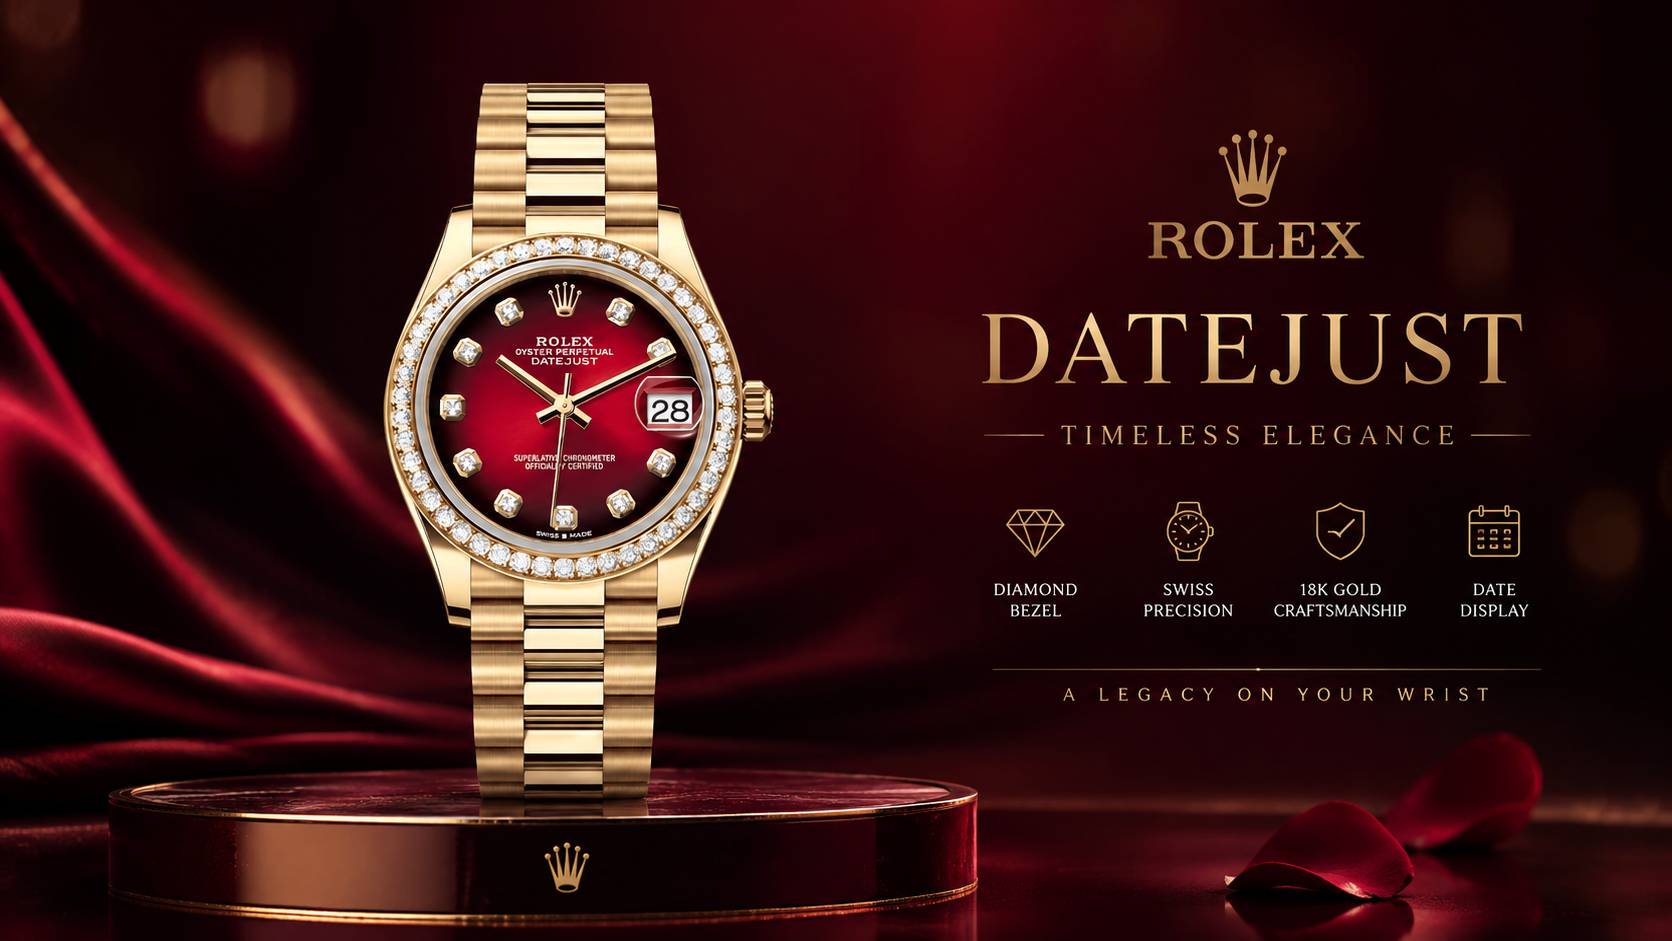 ROLEX
OYSTER PERPETUAL
DATEJUST
28
SUPERLATIVE CHRONOMETER
OFFICIALLY CERTIFIED
SWISS MADE
ROLEX
DATEJUST
TIMELESS ELEGANCE
DIAMOND
BEZEL
SWISS
PRECISION
18K GOLD
CRAFTSMANSHIP
DATE
DISPLAY
A LEGACY ON YOUR WRIST